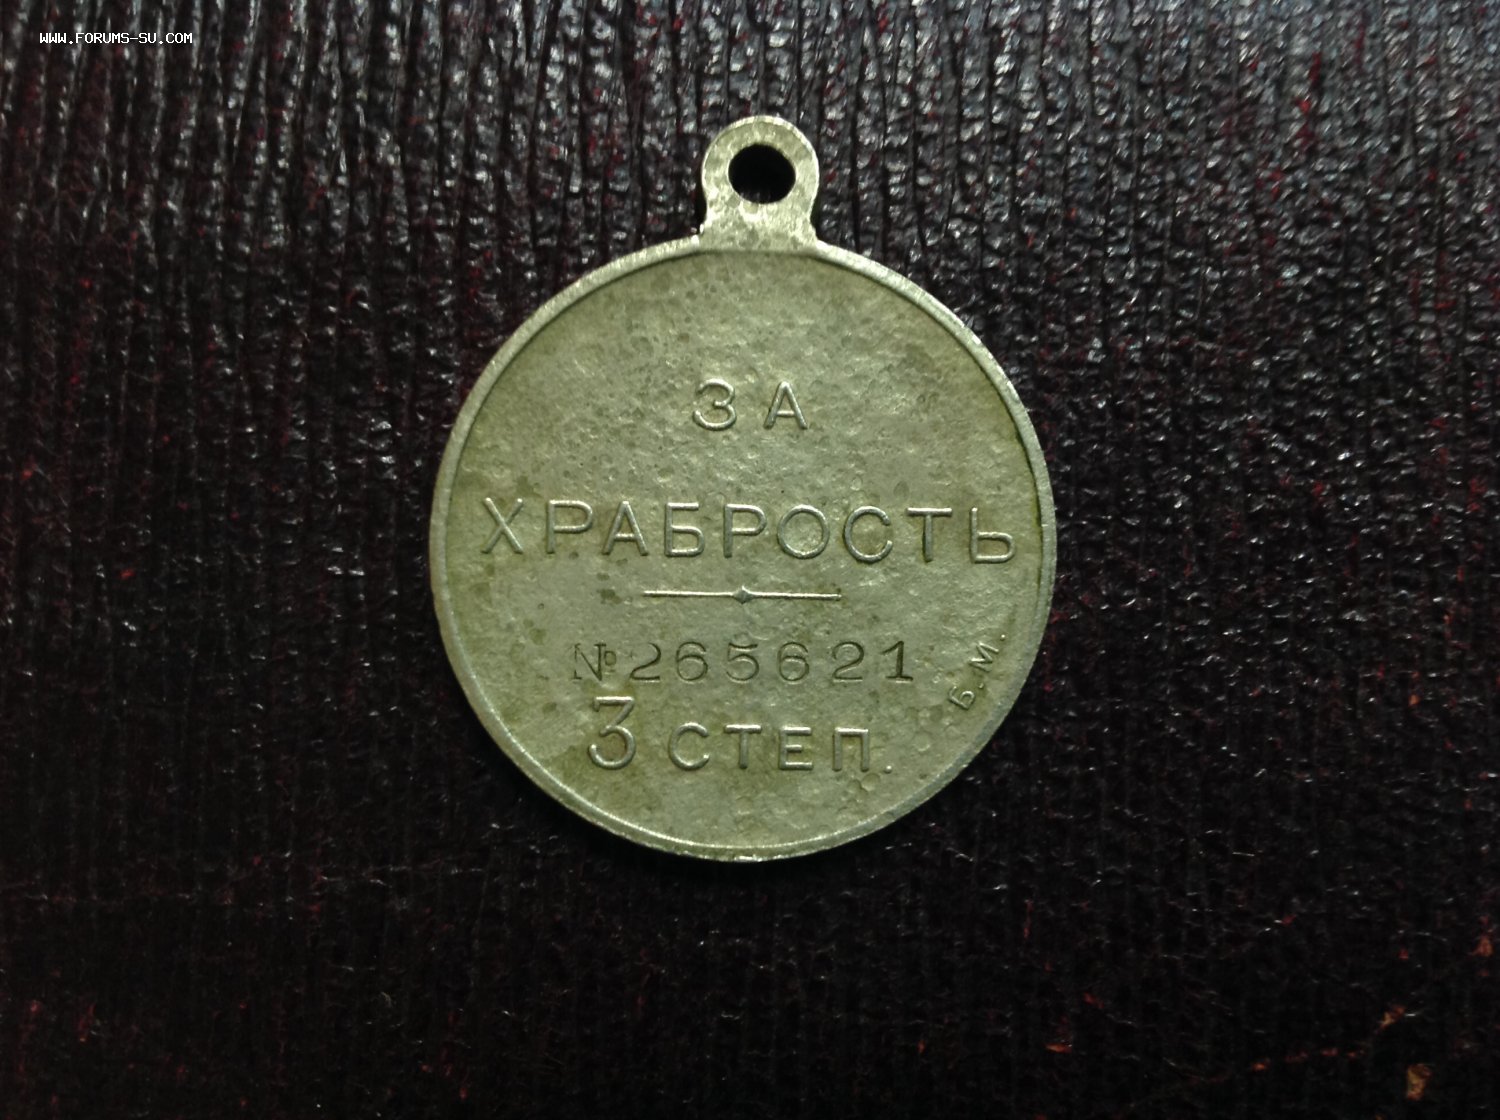 WWW.FORUMS-SU.COM
ЗА
ХРАБРОСТЬ
№265621
3 СТЕП.
Б.М.